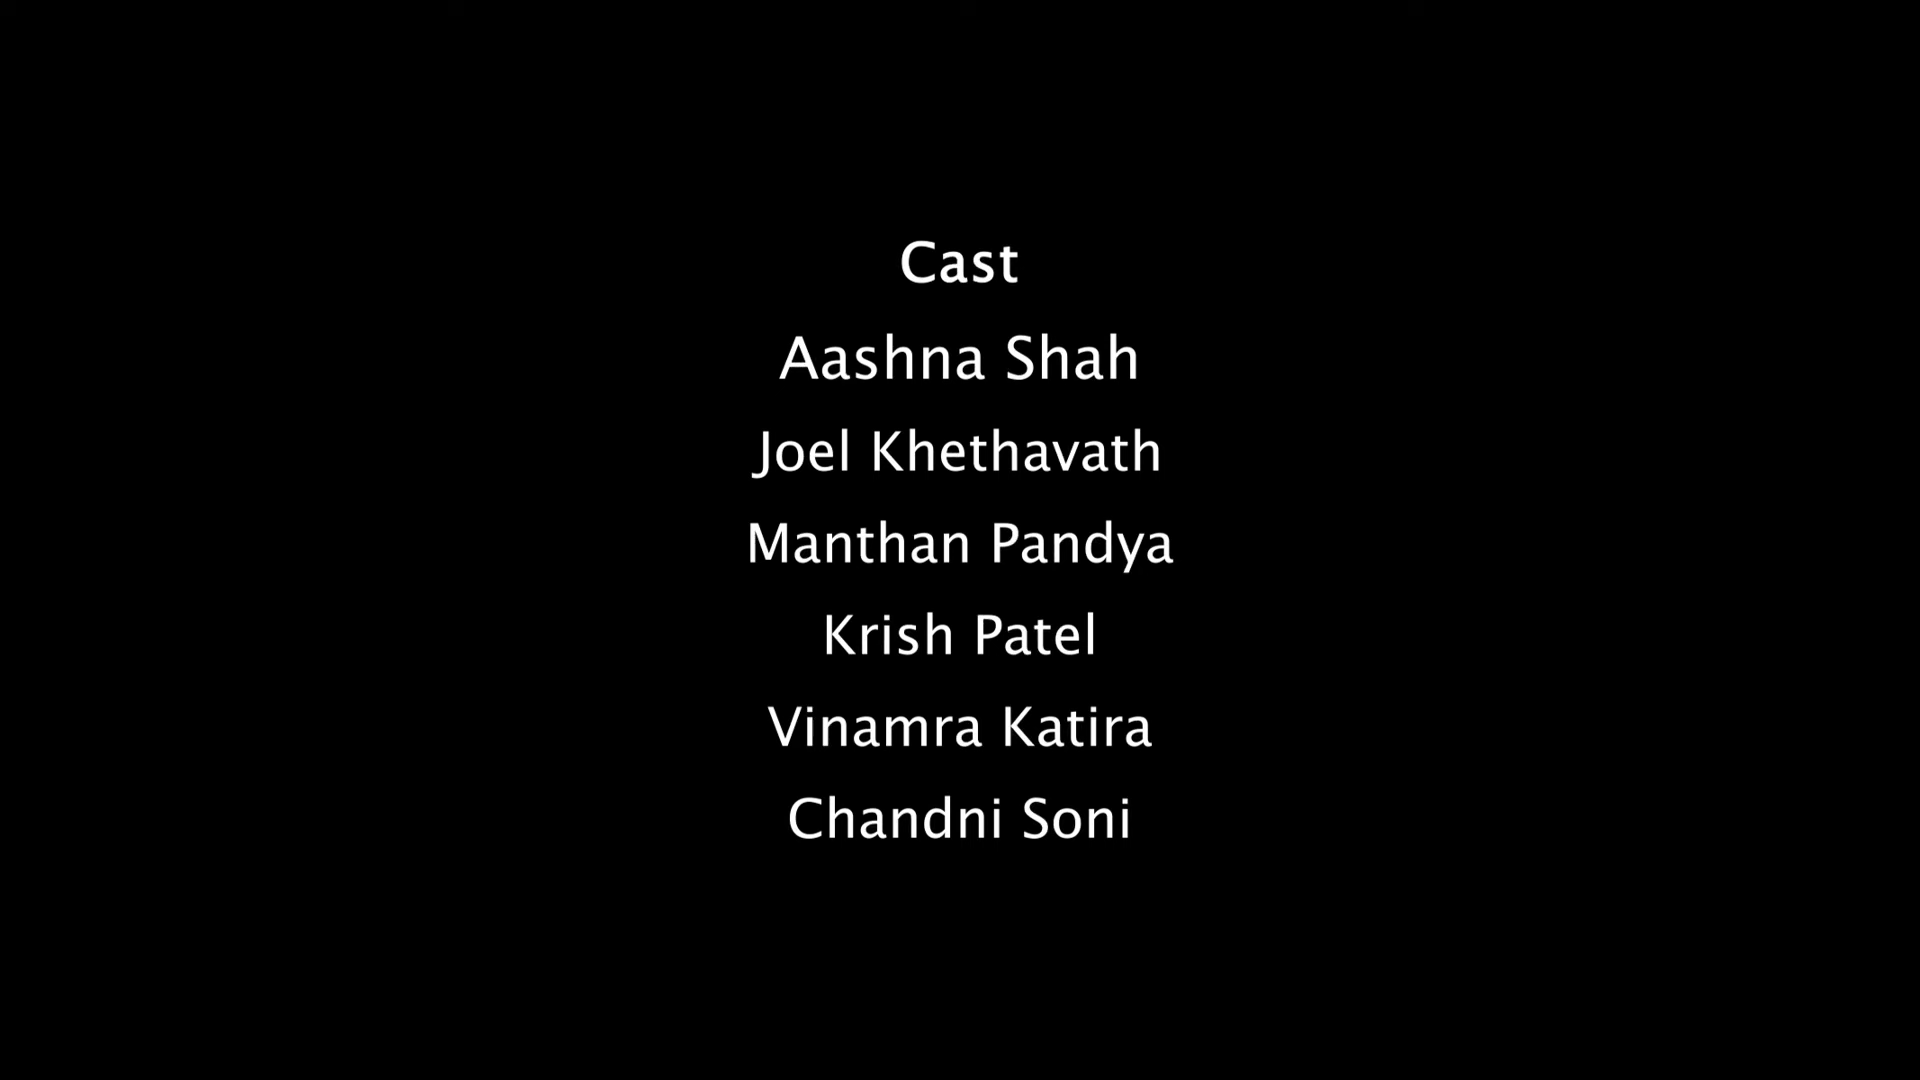 Cast
Aashna Shah
Joel Khethavath
Manthan Pandya
Krish Patel
Vinamra Katira
Chandni Soni